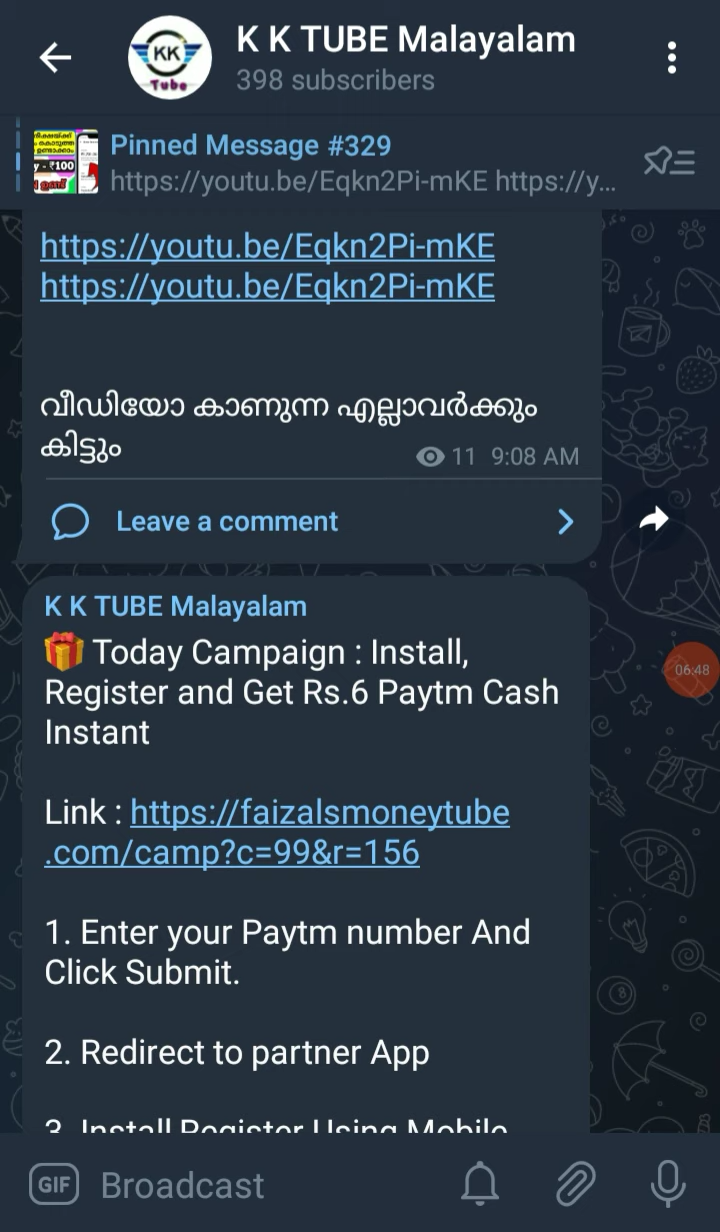 K K TUBE Malayalam
398 subscribers
KK
Tube
Pinned Message #329
https://youtu.be/Eqkn2Pi-mKE https://y...
y - ₹100
https://youtu.be/Eqkn2Pi-mKE
https://youtu.be/Eqkn2Pi-mKE
വീഡിയോ കാണുന്ന എല്ലാവർക്കും
കിട്ടും
11 9:08 AM
Leave a comment
K K TUBE Malayalam
🎁 Today Campaign : Install,
Register and Get Rs.6 Paytm Cash
Instant
06:48
Link : https://faizalsmoneytube
.com/camp?c=99&r=156
1. Enter your Paytm number And
Click Submit.
2. Redirect to partner App
3. Install Register Using Mobile
GIF Broadcast